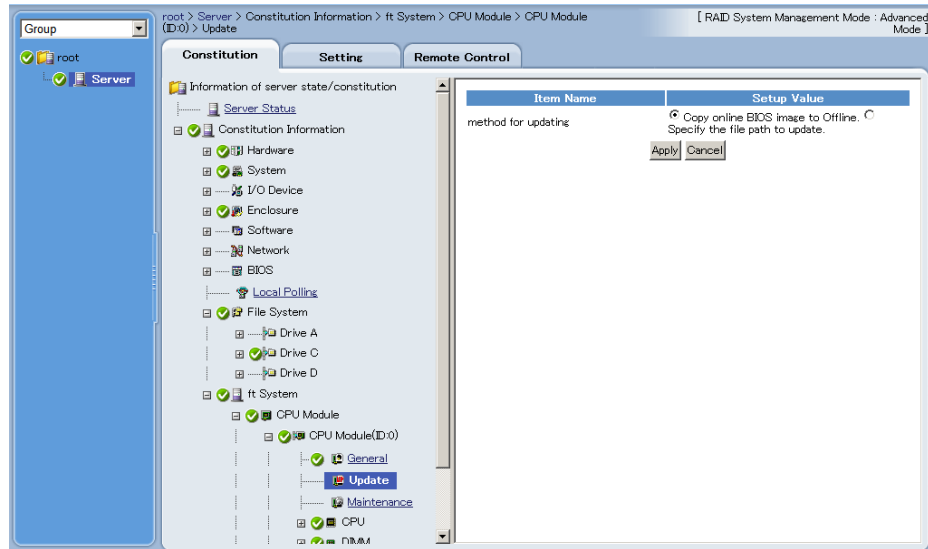 root > Server > Constitution Information > ft System > CPU Module > CPU Module
(ID:0) > Update
[ RAID System Management Mode : Advanced
Mode ]
Group
root
Server
Constitution
Setting
Remote Control
Information of server state/constitution
Server Status
Constitution Information
Hardware
System
I/O Device
Enclosure
Software
Network
BIOS
Local Polling
File System
Drive A
Drive C
Drive D
ft System
CPU Module
CPU Module(ID:0)
General
Update
Maintenance
CPU
DIMM
Item Name
Setup Value
method for updating
Copy online BIOS image to Offline.
Specify the file path to update.
Apply
Cancel